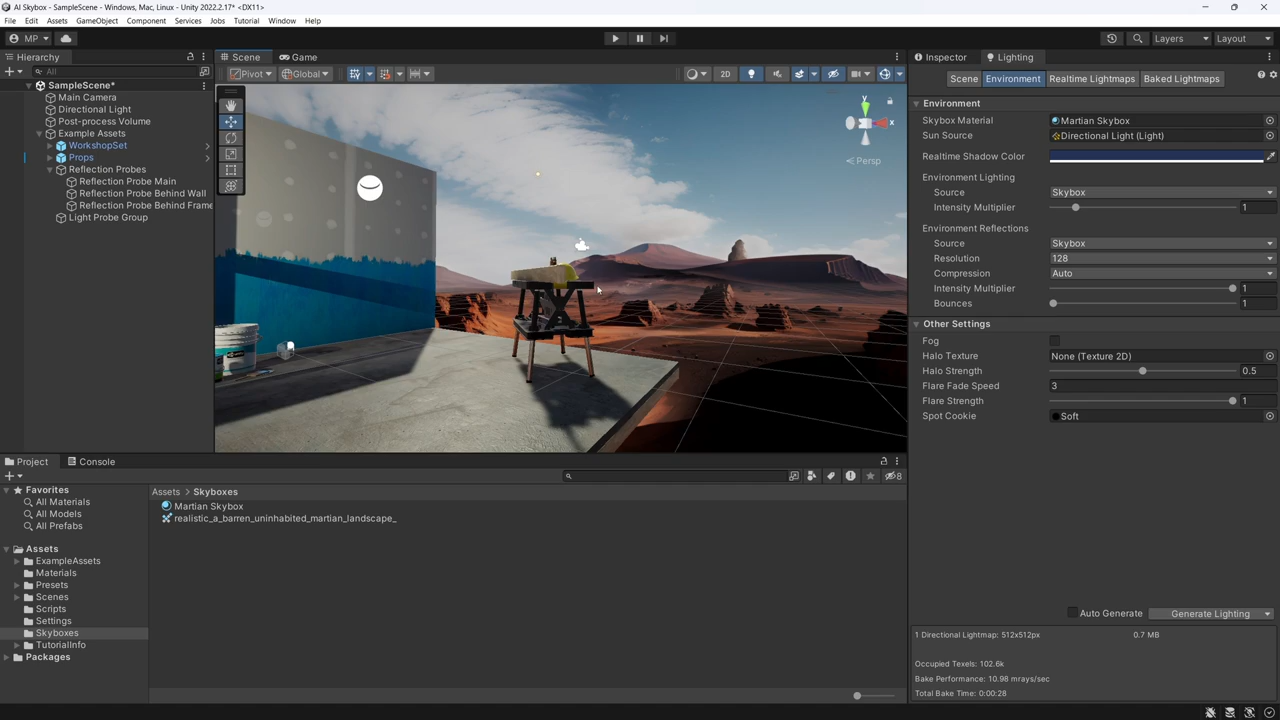 AI Skybox - SampleScene - Windows, Mac, Linux - Unity 2022.2.17* <DX11>
File Edit Assets GameObject Component Services Jobs Tutorial Window Help
MP Layers Layout
Hierarchy
All
SampleScene*
Main Camera
Directional Light
Post-process Volume
Example Assets
WorkshopSet
Props
Reflection Probes
Reflection Probe Main
Reflection Probe Behind Wall
Reflection Probe Behind Frame
Light Probe Group
Scene Game
Pivot Global 2D
y
x
Persp
Inspector Lighting
Scene Environment Realtime Lightmaps Baked Lightmaps
Environment
Skybox Material Martian Skybox
Sun Source Directional Light (Light)
Realtime Shadow Color
Environment Lighting
Source Skybox
Intensity Multiplier 1
Environment Reflections
Source Skybox
Resolution 128
Compression Auto
Intensity Multiplier 1
Bounces 1
Other Settings
Fog
Halo Texture None (Texture 2D)
Halo Strength 0.5
Flare Fade Speed 3
Flare Strength 1
Spot Cookie Soft
Auto Generate Generate Lighting
1 Directional Lightmap: 512x512px 0.7 MB
Occupied Texels: 102.6k
Bake Performance: 10.98 mrays/sec
Total Bake Time: 0:00:28
Project Console
8
Favorites
All Materials
All Models
All Prefabs
Assets
ExampleAssets
Materials
Presets
Scenes
Scripts
Settings
Skyboxes
TutorialInfo
Packages
Assets > Skyboxes
Martian Skybox
realistic_a_barren_uninhabited_martian_landscape_